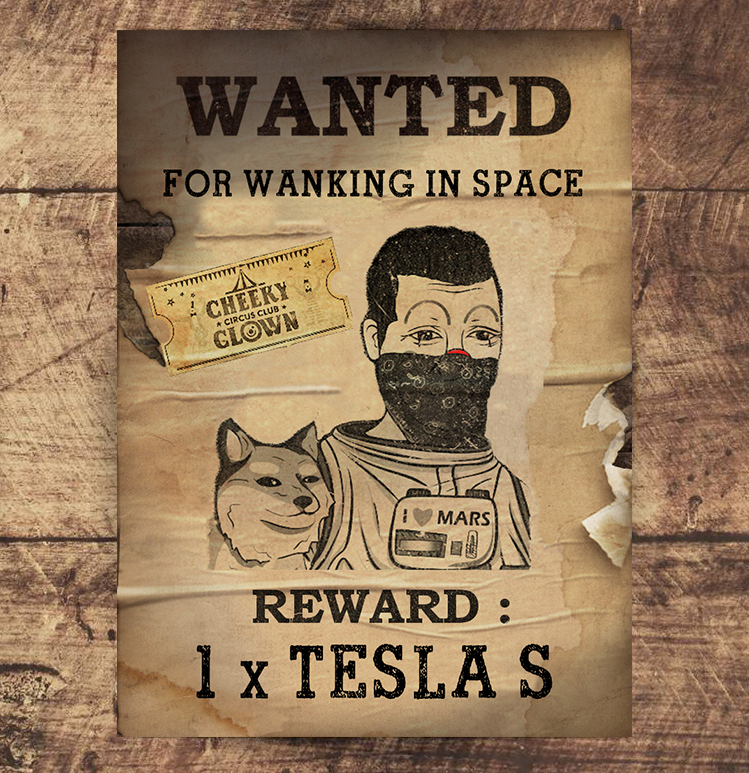 WANTED
FOR WANKING IN SPACE
CHEEKY
CIRCUS CLUB
CLOWN
I ♥ MARS
REWARD :
1 x TESLA S